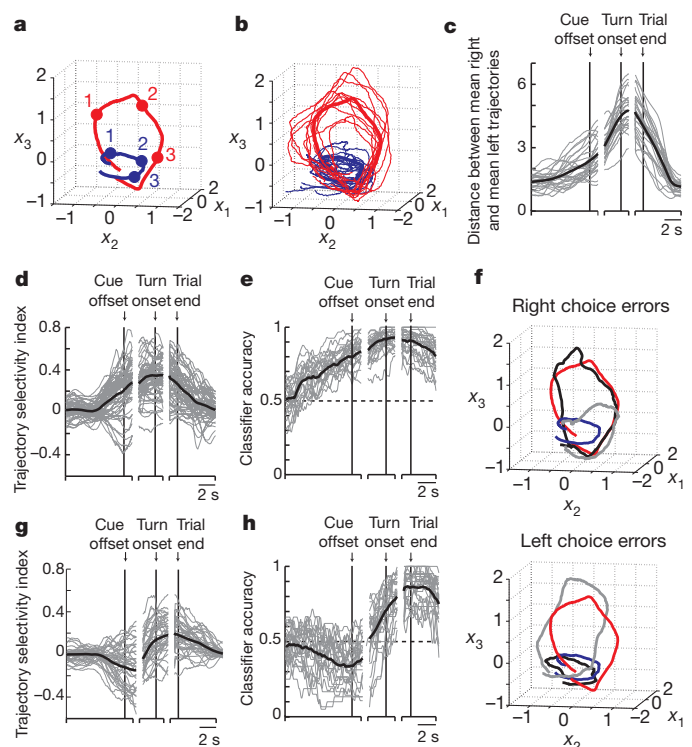 a
2
1
0
−1
x3
1
2
3
1
2
3
−1
0
1
−2
0
2
x2
x1
b
2
1
0
−1
x3
−1
0
1
−2
0
2
x2
x1
c
Cue offset
Turn onset
Trial end
Distance between mean right
and mean left trajectories
6
3
0
2 s
d
Cue offset
Turn onset
Trial end
Trajectory selectivity index
0.8
0.4
0
−0.4
2 s
e
Cue offset
Turn onset
Trial end
Classifier accuracy
1
0.5
0
2 s
f
Right choice errors
2
1
0
−1
x3
−1
0
1
−2
0
2
x2
x1
Left choice errors
2
1
0
−1
x3
−1
0
1
−2
0
2
x2
x1
g
Cue offset
Turn onset
Trial end
Trajectory selectivity index
0.8
0.4
0
−0.4
2 s
h
Cue offset
Turn onset
Trial end
Classifier accuracy
1
0.5
0
2 s